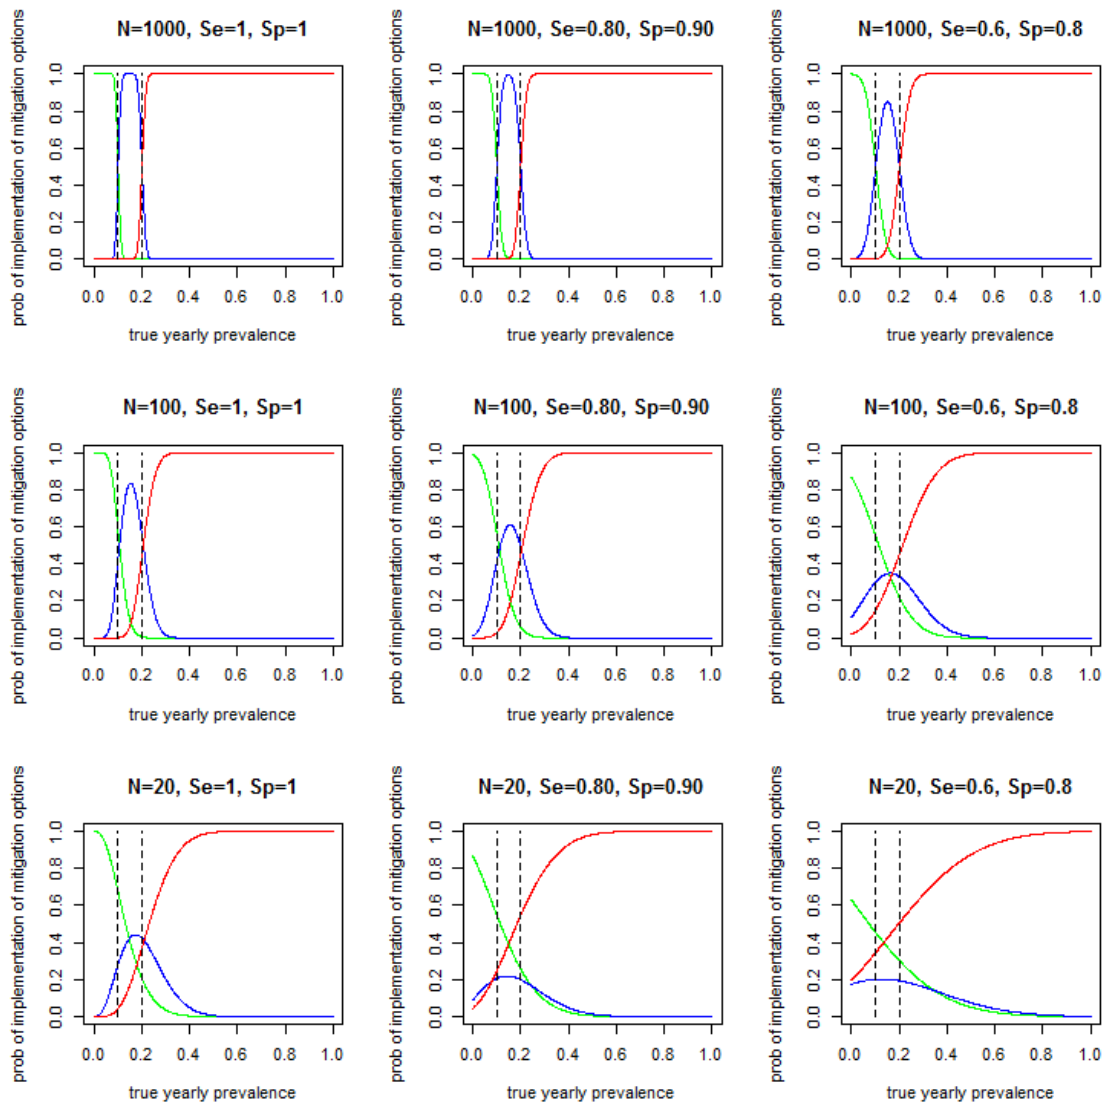 N=1000, Se=1, Sp=1
prob of implementation of mitigation options
0.0 0.2 0.4 0.6 0.8 1.0
0.0 0.2 0.4 0.6 0.8 1.0
true yearly prevalence
N=1000, Se=0.80, Sp=0.90
prob of implementation of mitigation options
0.0 0.2 0.4 0.6 0.8 1.0
0.0 0.2 0.4 0.6 0.8 1.0
true yearly prevalence
N=1000, Se=0.6, Sp=0.8
prob of implementation of mitigation options
0.0 0.2 0.4 0.6 0.8 1.0
0.0 0.2 0.4 0.6 0.8 1.0
true yearly prevalence
N=100, Se=1, Sp=1
prob of implementation of mitigation options
0.0 0.2 0.4 0.6 0.8 1.0
0.0 0.2 0.4 0.6 0.8 1.0
true yearly prevalence
N=100, Se=0.80, Sp=0.90
prob of implementation of mitigation options
0.0 0.2 0.4 0.6 0.8 1.0
0.0 0.2 0.4 0.6 0.8 1.0
true yearly prevalence
N=100, Se=0.6, Sp=0.8
prob of implementation of mitigation options
0.0 0.2 0.4 0.6 0.8 1.0
0.0 0.2 0.4 0.6 0.8 1.0
true yearly prevalence
N=20, Se=1, Sp=1
prob of implementation of mitigation options
0.0 0.2 0.4 0.6 0.8 1.0
0.0 0.2 0.4 0.6 0.8 1.0
true yearly prevalence
N=20, Se=0.80, Sp=0.90
prob of implementation of mitigation options
0.0 0.2 0.4 0.6 0.8 1.0
0.0 0.2 0.4 0.6 0.8 1.0
true yearly prevalence
N=20, Se=0.6, Sp=0.8
prob of implementation of mitigation options
0.0 0.2 0.4 0.6 0.8 1.0
0.0 0.2 0.4 0.6 0.8 1.0
true yearly prevalence